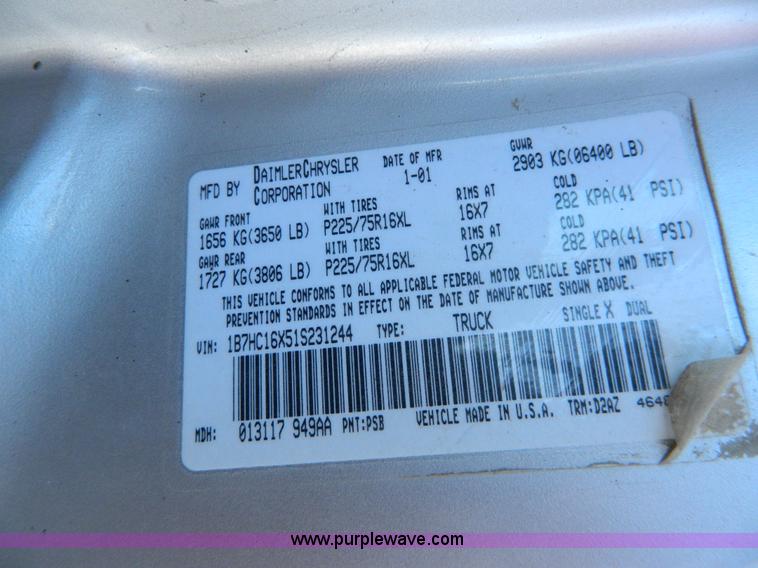 MFD BY DAIMLERCHRYSLER CORPORATION DATE OF MFR 1-01 GVWR 2903 KG(06400 LB)
GAWR FRONT WITH TIRES RIMS AT COLD
1656 KG(3650 LB) P225/75R16XL 16X7 282 KPA(41 PSI)
GAWR REAR WITH TIRES RIMS AT COLD
1727 KG(3806 LB) P225/75R16XL 16X7 282 KPA(41 PSI)
THIS VEHICLE CONFORMS TO ALL APPLICABLE FEDERAL MOTOR VEHICLE SAFETY AND THEFT
PREVENTION STANDARDS IN EFFECT ON THE DATE OF MANUFACTURE SHOWN ABOVE.
VIN: 1B7HC16X51S231244 TYPE: TRUCK SINGLE X DUAL
MDH: 013117 949AA PNT:PSB VEHICLE MADE IN U.S.A. TRM:D2AZ
www.purplewave.com